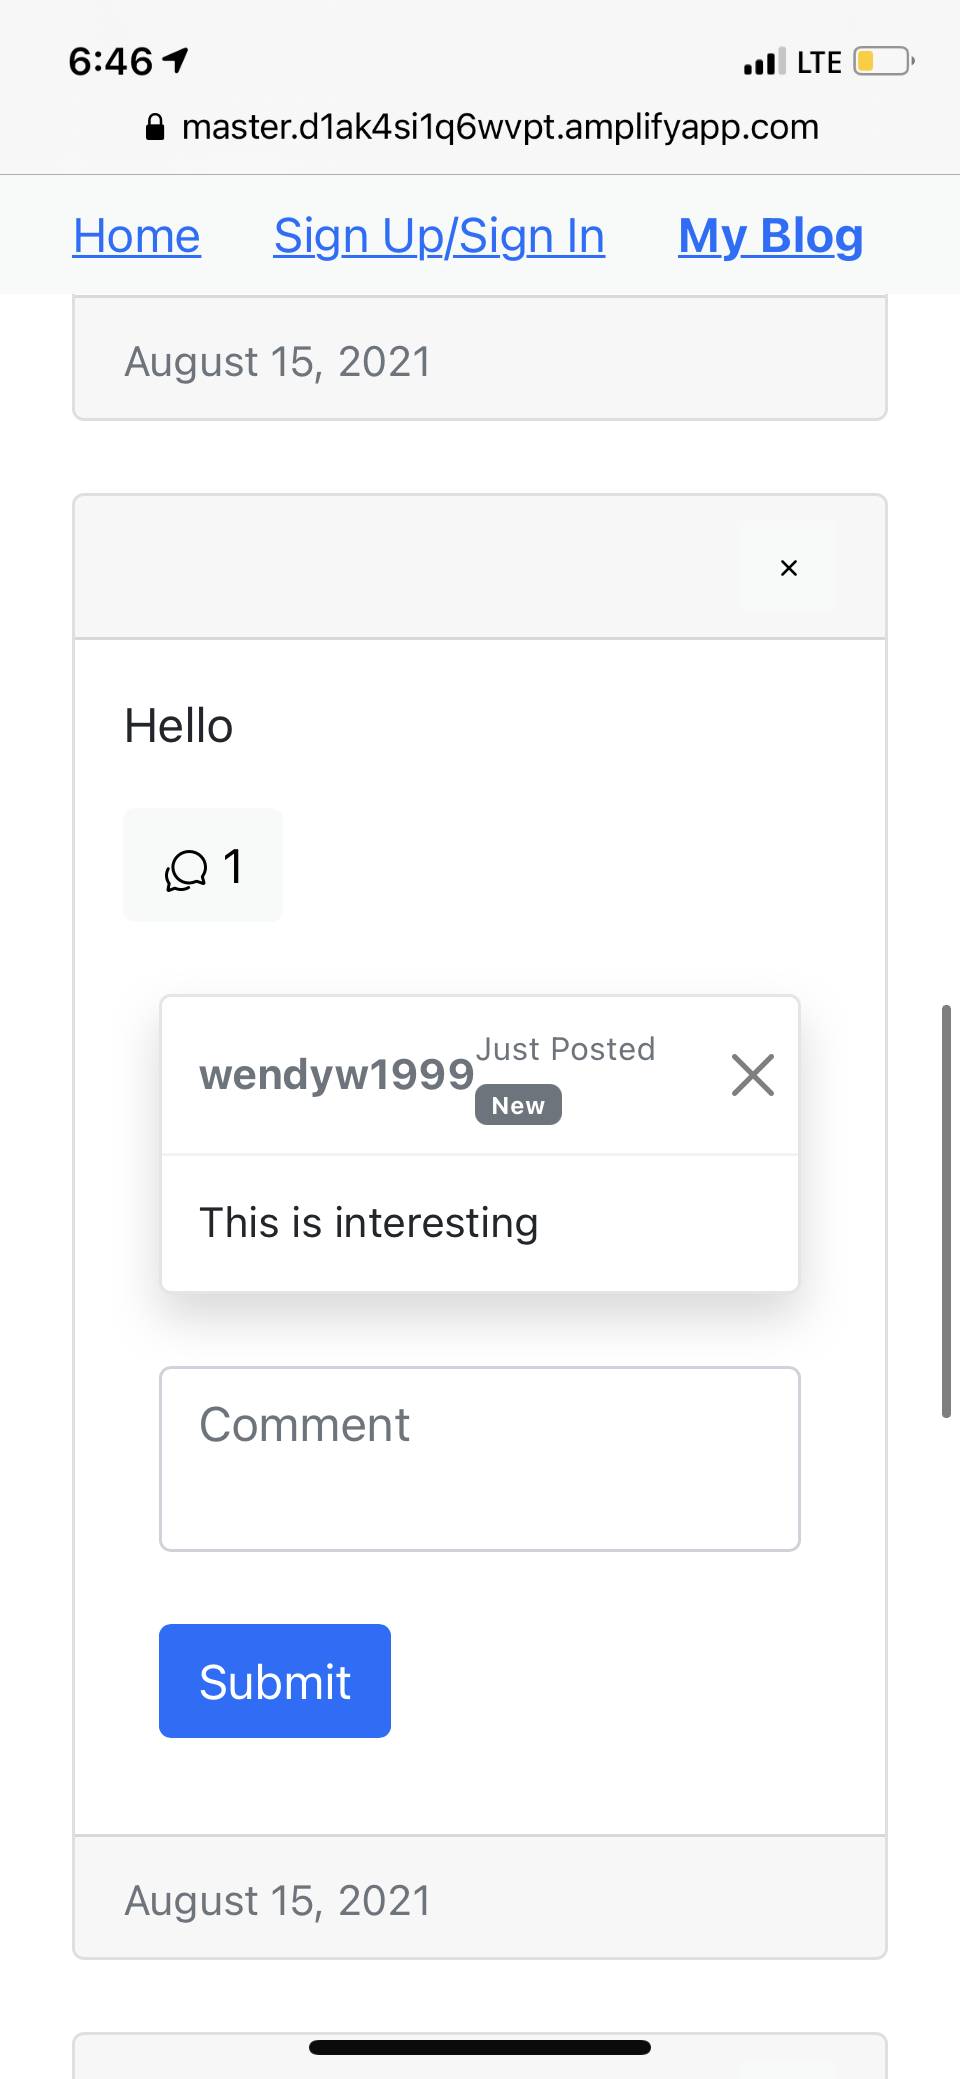 6:46
LTE
master.d1ak4si1q6wvpt.amplifyapp.com
Home Sign Up/Sign In My Blog
August 15, 2021
×
Hello
1
wendyw1999 Just Posted
New
This is interesting
Comment
Submit
August 15, 2021